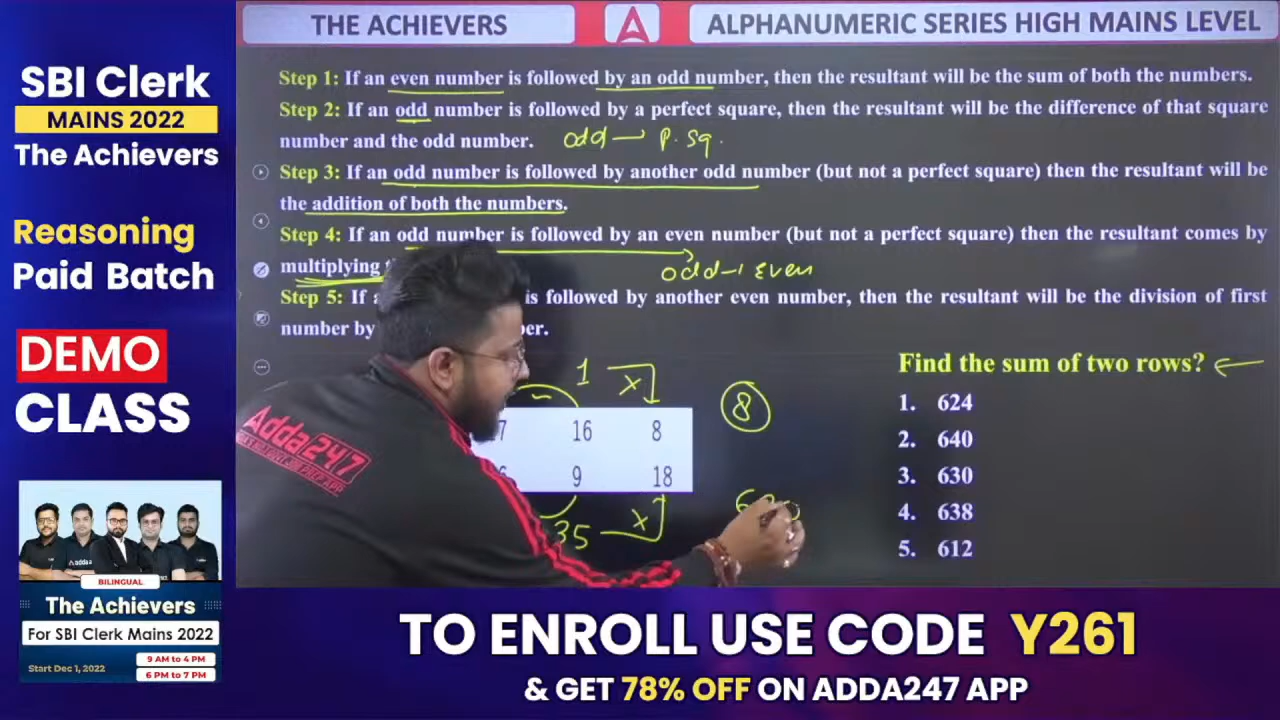 THE ACHIEVERS
ALPHANUMERIC SERIES HIGH MAINS LEVEL
SBI Clerk
MAINS 2022
The Achievers
Reasoning
Paid Batch
DEMO
CLASS
BILINGUAL
The Achievers
For SBI Clerk Mains 2022
Start Dec 1, 2022
9 AM to 4 PM
6 PM to 7 PM
Step 1: If an even number is followed by an odd number, then the resultant will be the sum of both the numbers.
Step 2: If an odd number is followed by a perfect square, then the resultant will be the difference of that square
number and the odd number. odd → P. Sq.
Step 3: If an odd number is followed by another odd number (but not a perfect square) then the resultant will be
the addition of both the numbers.
Step 4: If an odd number is followed by an even number (but not a perfect square) then the resultant comes by
multiplying
odd → Even
Step 5: If is followed by another even number, then the resultant will be the division of first
number by
1 X
7 16 8
8
9 18
35 X
Adda247
Find the sum of two rows?
1. 624
2. 640
3. 630
4. 638
5. 612
TO ENROLL USE CODE Y261
& GET 78% OFF ON ADDA247 APP